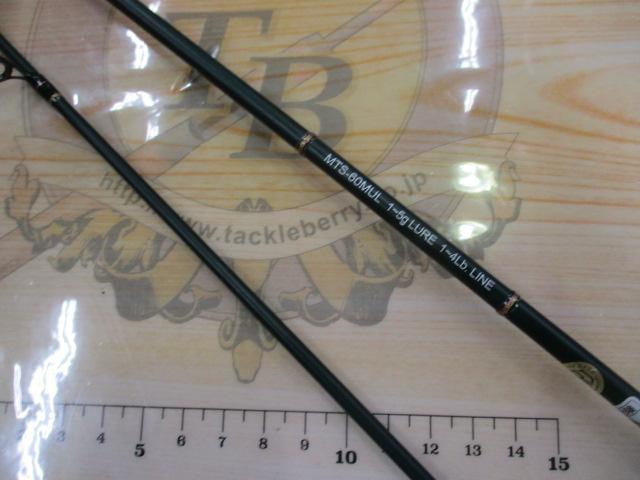 TB
http://www.tackleberry.co.jp
MTS-60MUL 1~5g LURE 1~4Lb. LINE
2 3 4 5 6 7 8 9 10 11 12 13 14 15